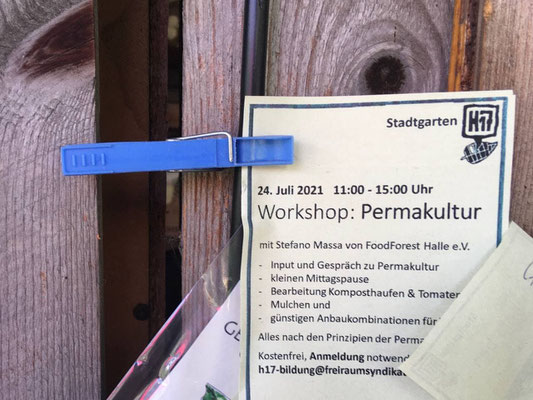 Stadtgarten H17
24. Juli 2021 11:00 - 15:00 Uhr
Workshop: Permakultur
mit Stefano Massa von FoodForest Halle e.V.
- Input und Gespräch zu Permakultur
- kleinen Mittagspause
- Bearbeitung Komposthaufen & Tomaten
- Mulchen und
- günstigen Anbaukombinationen für
Alles nach den Prinzipien der Perma
Kostenfrei, Anmeldung notwend
h17-bildung@freiraumsyndika